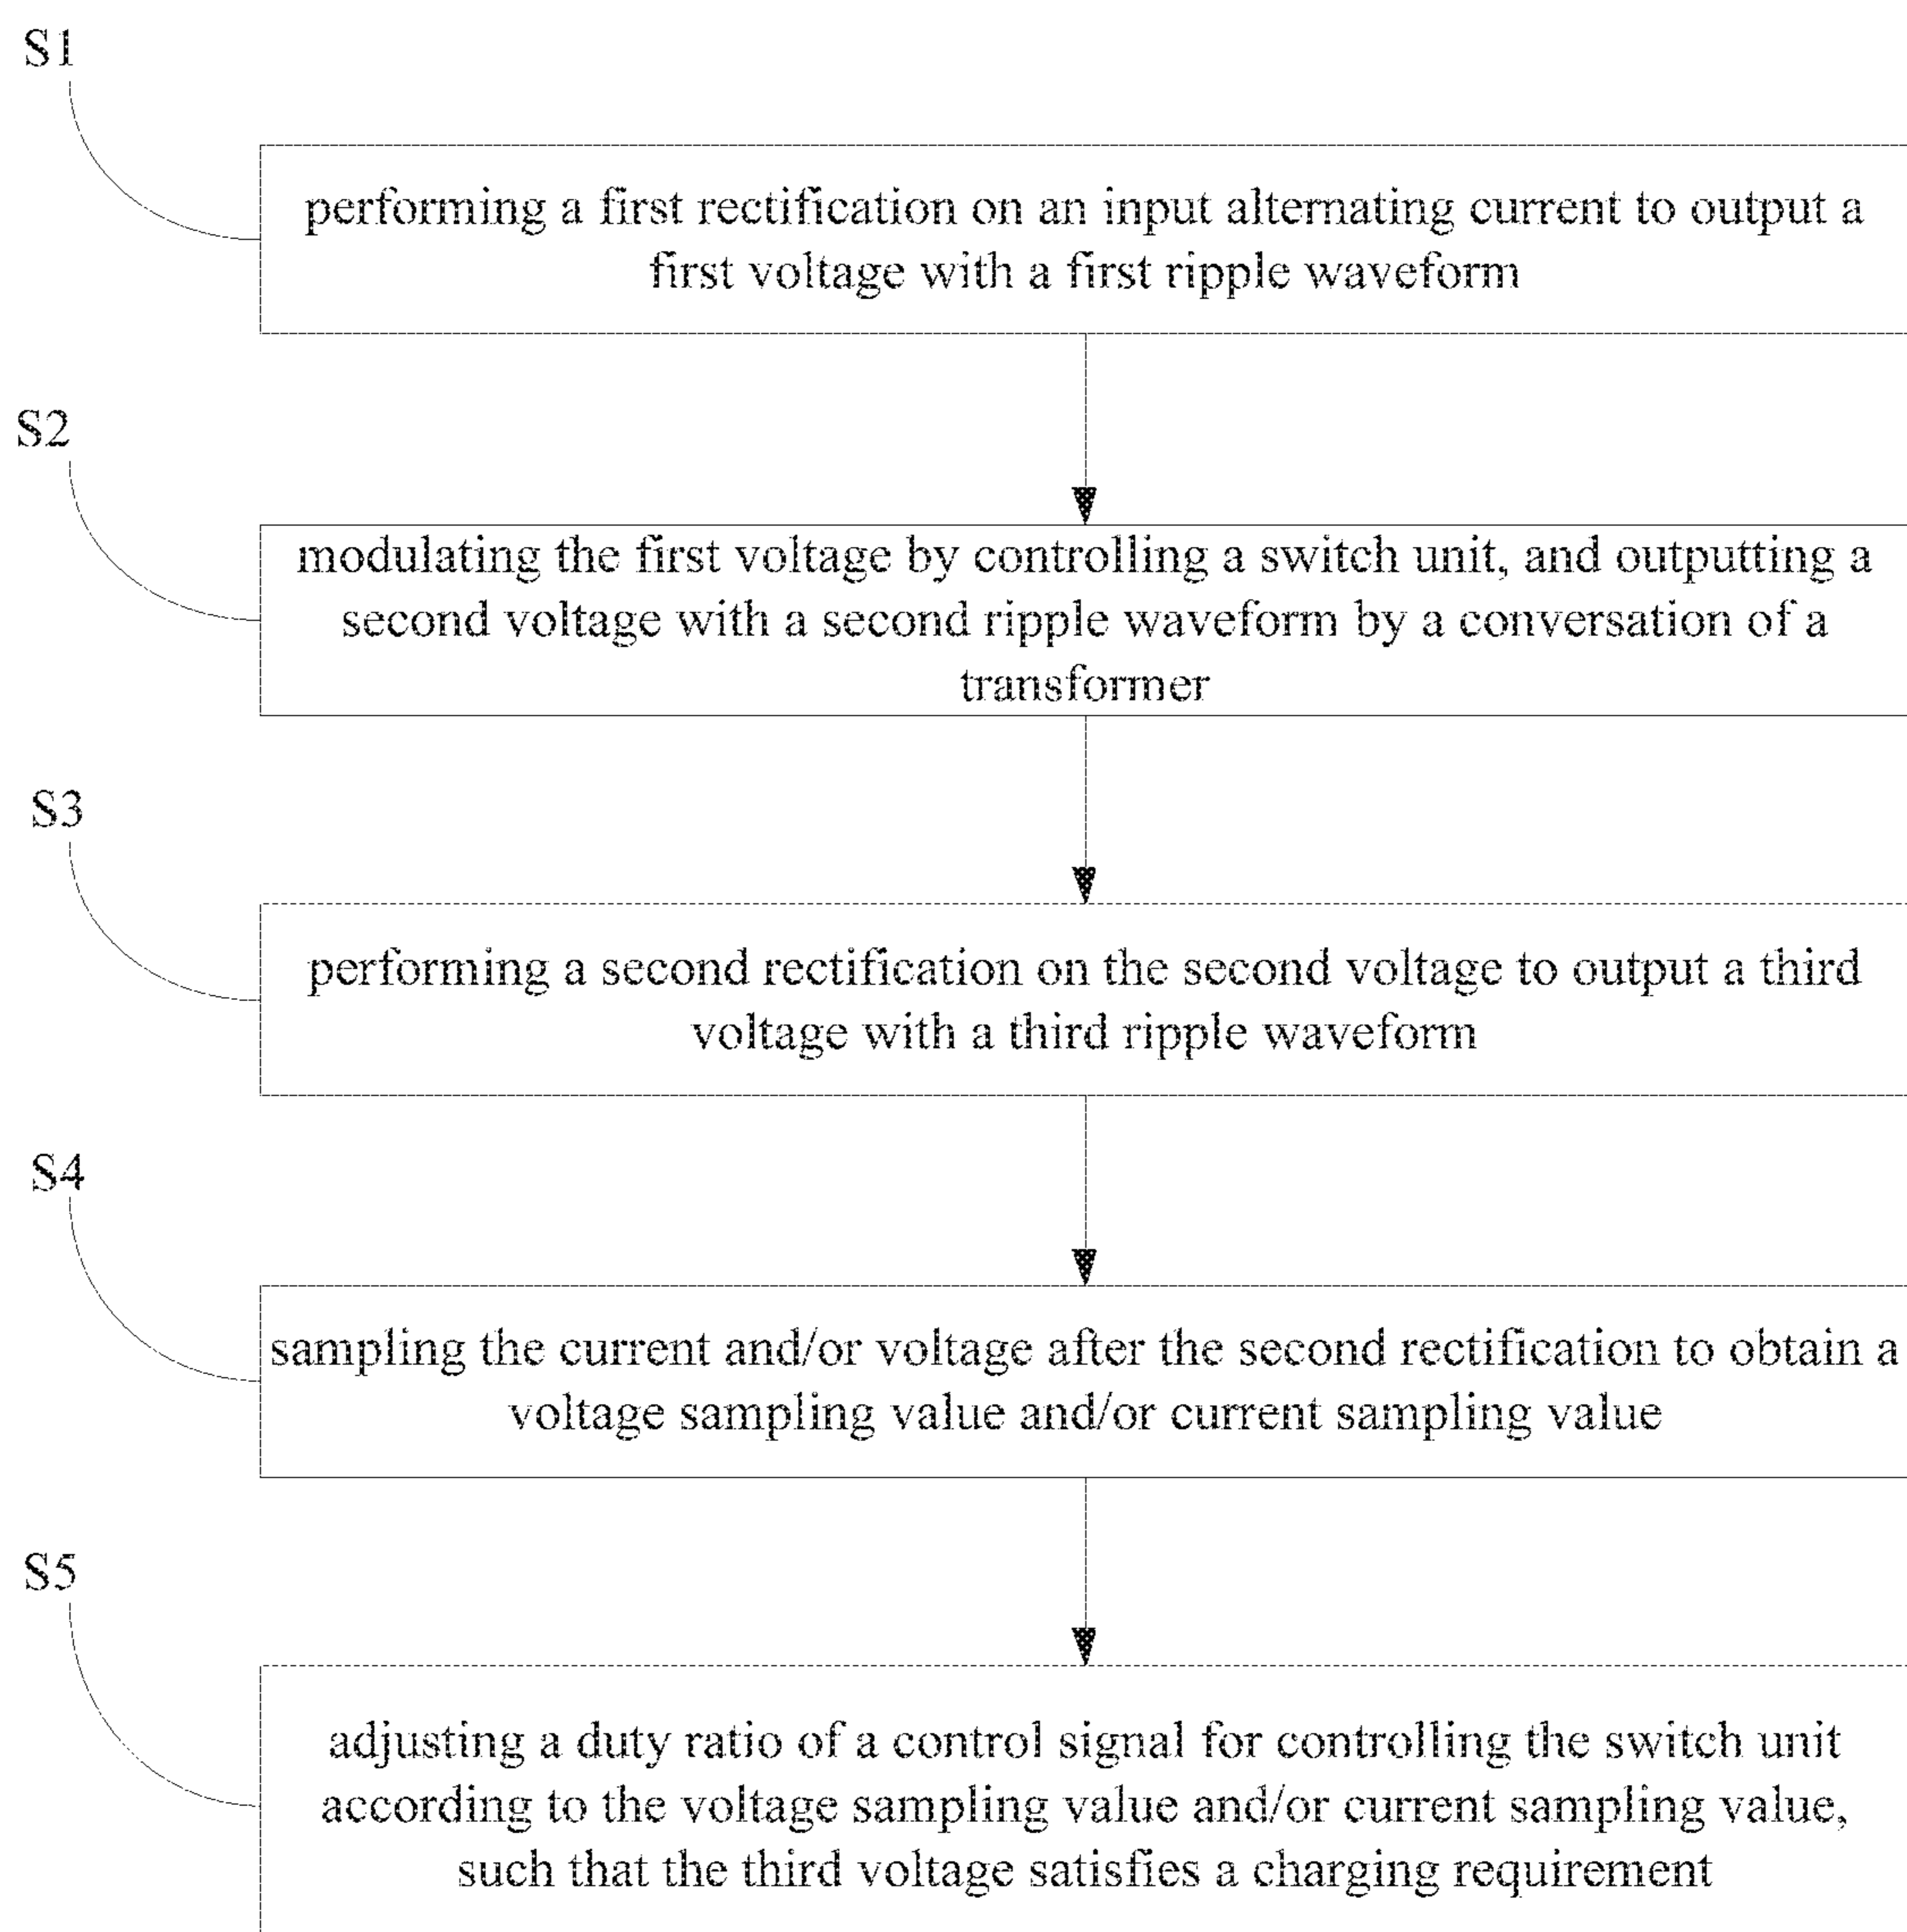 S1
performing a first rectification on an input alternating current to output a
first voltage with a first ripple waveform
S2
modulating the first voltage by controlling a switch unit, and outputting a
second voltage with a second ripple waveform by a conversation of a
transformer
S3
performing a second rectification on the second voltage to output a third
voltage with a third ripple waveform
S4
sampling the current and/or voltage after the second rectification to obtain a
voltage sampling value and/or current sampling value
S5
adjusting a duty ratio of a control signal for controlling the switch unit
according to the voltage sampling value and/or current sampling value,
such that the third voltage satisfies a charging requirement